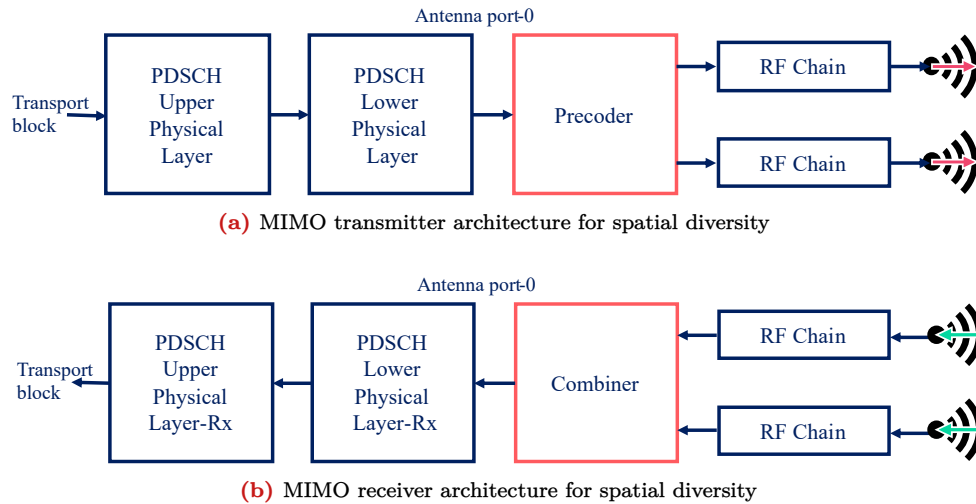 Antenna port-0
Transport
block
PDSCH
Upper
Physical
Layer
PDSCH
Lower
Physical
Layer
Precoder
RF Chain
RF Chain
(a) MIMO transmitter architecture for spatial diversity
Antenna port-0
Transport
block
PDSCH
Upper
Physical
Layer-Rx
PDSCH
Lower
Physical
Layer-Rx
Combiner
RF Chain
RF Chain
(b) MIMO receiver architecture for spatial diversity